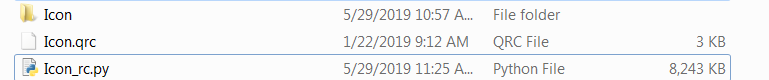 Icon 5/29/2019 10:57 A... File folder
Icon.qrc 1/22/2019 9:12 AM QRC File 3 KB
Icon_rc.py 5/29/2019 11:25 A... Python File 8,243 KB